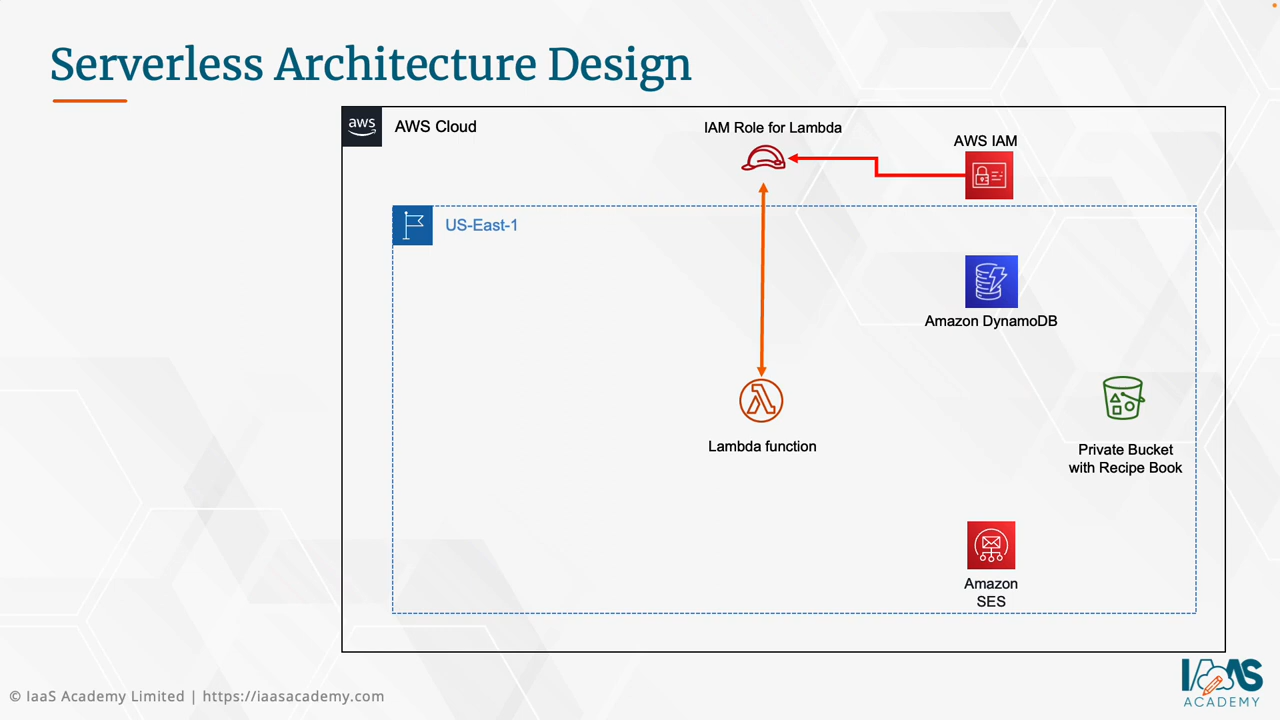 Serverless Architecture Design
aws
AWS Cloud
IAM Role for Lambda
AWS IAM
US-East-1
Amazon DynamoDB
Lambda function
Private Bucket
with Recipe Book
Amazon
SES
© IaaS Academy Limited | https://iaasacademy.com
IAAS
ACADEMY